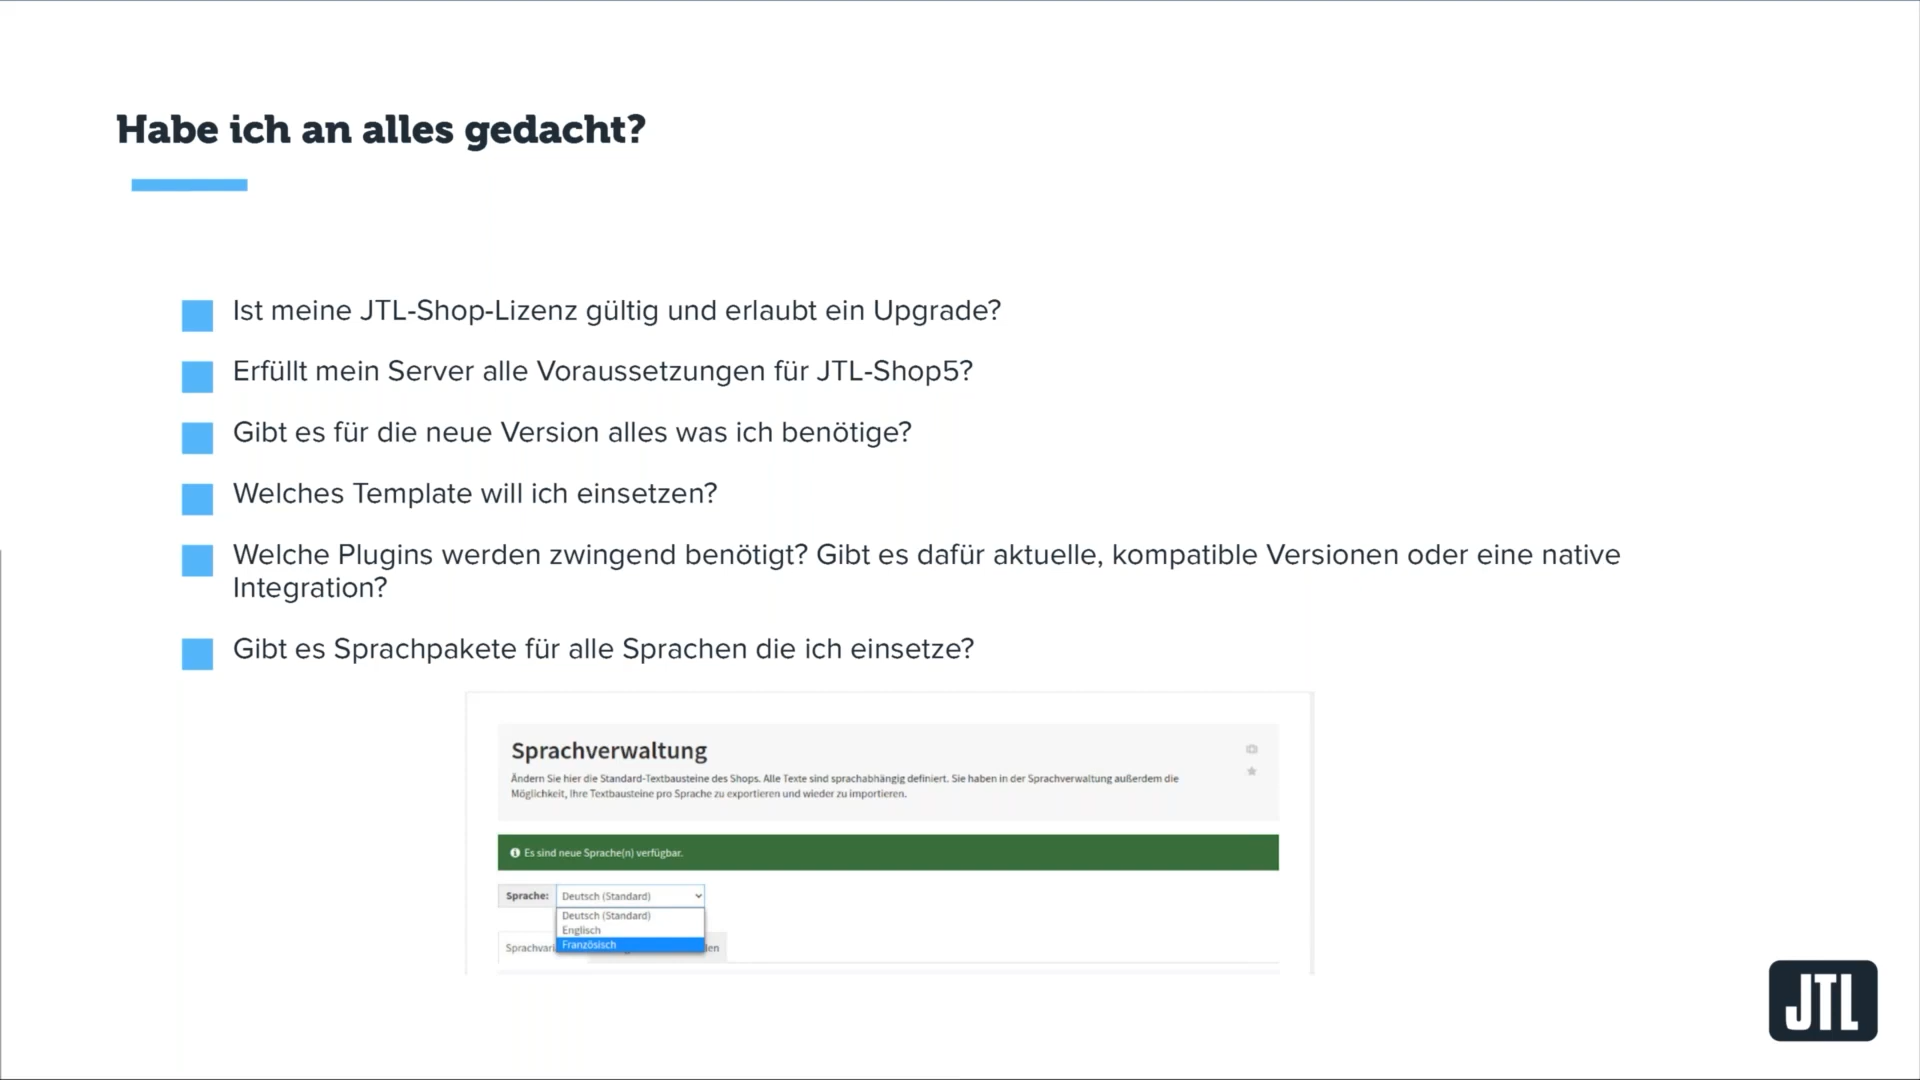 Habe ich an alles gedacht?
Ist meine JTL-Shop-Lizenz gültig und erlaubt ein Upgrade?
Erfüllt mein Server alle Voraussetzungen für JTL-Shop5?
Gibt es für die neue Version alles was ich benötige?
Welches Template will ich einsetzen?
Welche Plugins werden zwingend benötigt? Gibt es dafür aktuelle, kompatible Versionen oder eine native
Integration?
Gibt es Sprachpakete für alle Sprachen die ich einsetze?
Sprachverwaltung
Ändern Sie hier die Standard-Textbausteine des Shops. Alle Texte sind sprachabhängig definiert. Sie haben in der Sprachverwaltung außerdem die
Möglichkeit, Ihre Textbausteine pro Sprache zu exportieren und wieder zu importieren.
Es sind neue Sprache(n) verfügbar.
Sprache: Deutsch (Standard)
Deutsch (Standard)
Englisch
Französisch
JTL